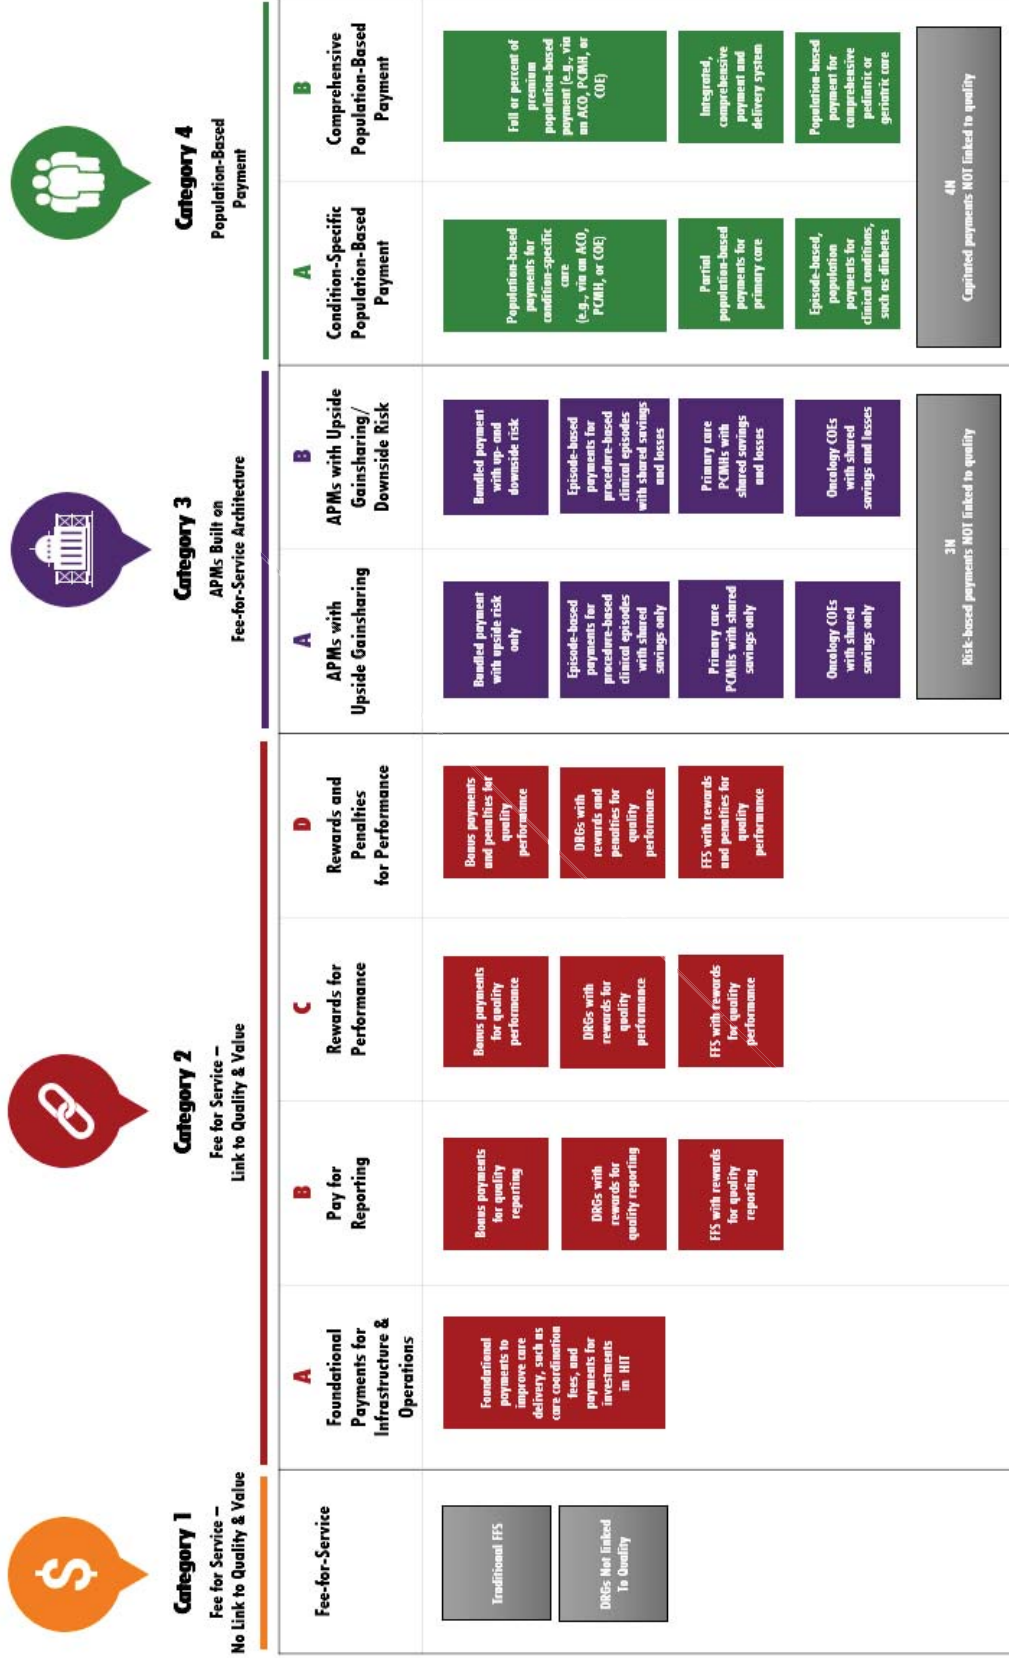 Category 1
Fee for Service –
No Link to Quality & Value
Fee-for-Service
Traditional FFS
DRGs Not linked
To Quality
Category 2
Fee for Service –
Link to Quality & Value
A
Foundational
Payments for
Infrastructure &
Operations
Foundational
payments to
improve care
delivery, such as
care coordination
fees, and
payments for
investments
in HIT
B
Pay for
Reporting
Bonus payments
for quality
reporting
DRGs with
rewards for
quality reporting
FFS with rewards
for quality
reporting
C
Rewards for
Performance
Bonus payments
for quality
performance
DRGs with
rewards for
quality
performance
FFS with rewards
for quality
performance
D
Rewards and
Penalties
for Performance
Bonus payments
and penalties for
quality
performance
DRGs with
rewards and
penalties for
quality
performance
FFS with rewards
and penalties for
quality
performance
Category 3
APMs Built on
Fee-for-Service Architecture
A
APMs with
Upside Gainsharing
Bundled payment
with upside risk
only
Episode-based
payments for
procedure-based
clinical episodes
with shared
savings only
Primary care
PCMHs with shared
savings only
Oncology COEs
with shared
savings only
B
APMs with Upside
Gainsharing/
Downside Risk
Bundled payment
with up- and
downside risk
Episode-based
payments for
procedure-based
clinical episodes
with shared savings
and losses
Primary care
PCMHs with
shared savings
and losses
Oncology COEs
with shared
savings and losses
3N
Risk-based payments NOT linked to quality
Category 4
Population-Based
Payment
A
Condition-Specific
Population-Based
Payment
Population-based
payments for
condition-specific
care
(e.g., via an ACO,
PCMH, or COE)
Partial
population-based
payments for
primary care
Episode-based,
population
payments for
clinical conditions,
such as diabetes
B
Comprehensive
Population-Based
Payment
Full or percent of
premium
population-based
payment (e.g., via
an ACO, PCMH, or
COE)
Integrated,
comprehensive
payment and
delivery system
Population-based
payment for
comprehensive
pediatric or
geriatric care
4N
Capitated payments NOT linked to quality